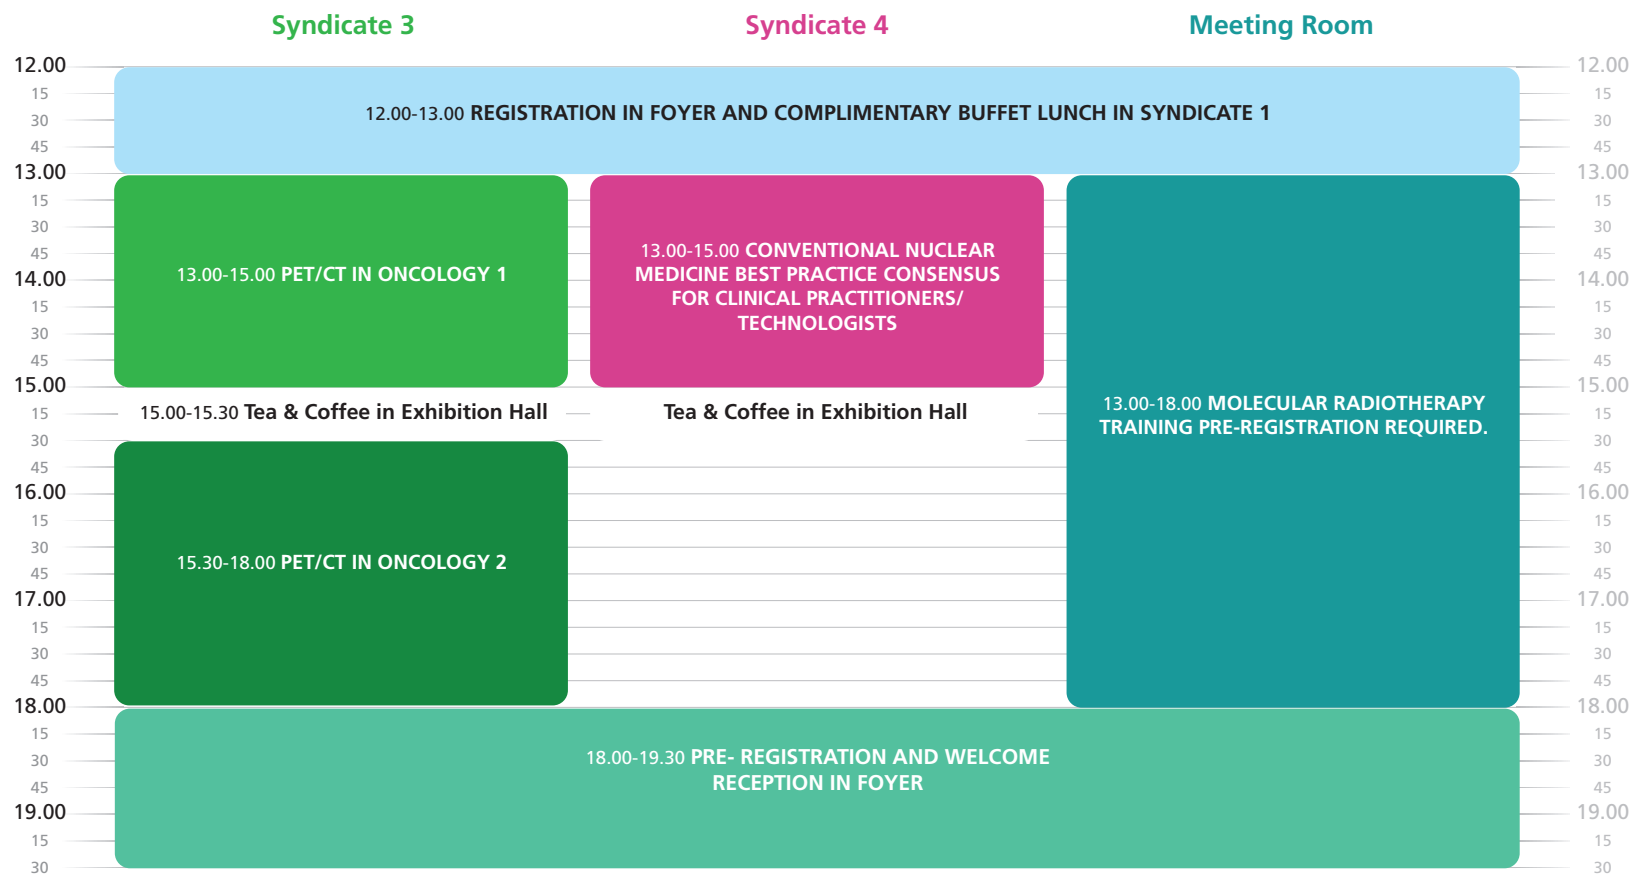 Syndicate 3 Syndicate 4 Meeting Room
12.00 12.00
15 15
30 12.00-13.00 REGISTRATION IN FOYER AND COMPLIMENTARY BUFFET LUNCH IN SYNDICATE 1 30
45 45
13.00 13.00
15 15
30 30
45 45
13.00-15.00 PET/CT IN ONCOLOGY 1
13.00-15.00 CONVENTIONAL NUCLEAR
MEDICINE BEST PRACTICE CONSENSUS
FOR CLINICAL PRACTITIONERS/
TECHNOLOGISTS
14.00 14.00
15 15
30 30
45 45
15.00 15.00
13.00-18.00 MOLECULAR RADIOTHERAPY
TRAINING PRE-REGISTRATION REQUIRED.
15 15.00-15.30 Tea & Coffee in Exhibition Hall Tea & Coffee in Exhibition Hall 15
30 30
45 45
16.00 16.00
15 15
30 30
15.30-18.00 PET/CT IN ONCOLOGY 2
45 45
17.00 17.00
15 15
30 30
45 45
18.00 18.00
15 15
18.00-19.30 PRE- REGISTRATION AND WELCOME
RECEPTION IN FOYER
30 30
45 45
19.00 19.00
15 15
30 30